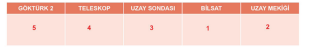 GÖKTÜRK 2 TELESKOP UZAY SONDASI BİLSAT UZAY MEKİĞİ
5 4 3 1 2